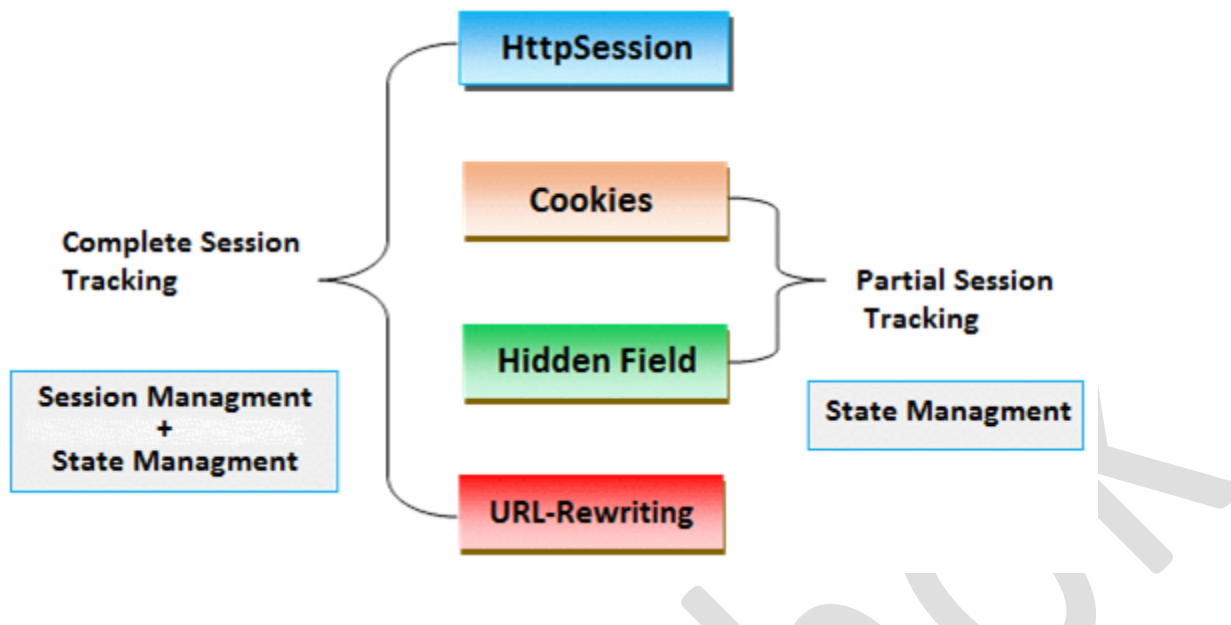 HttpSession
Cookies
Complete Session
Tracking
Partial Session
Tracking
Hidden Field
Session Managment
+
State Managment
State Managment
URL-Rewriting